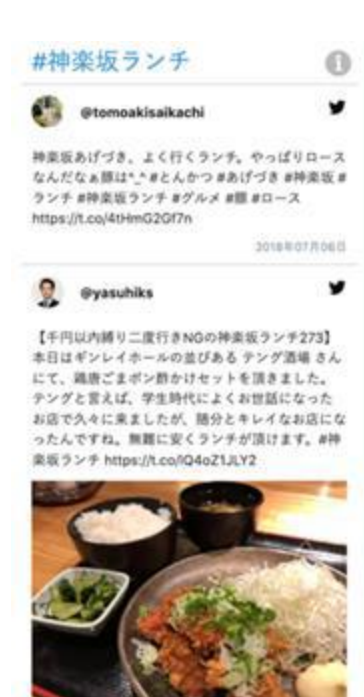 #神楽坂ランチ
@tomoakisaikachi
神楽坂あげづき。よく行くランチ。やっぱりロース
なんだなぁ豚は^_^ #とんかつ #あげづき #神楽坂 #
ランチ #神楽坂ランチ #グルメ #豚 #ロース
https://t.co/4tHmG2Gf7n
2018年07月06日
@yasuhiks
【千円以内縛り二度行きNGの神楽坂ランチ273】
本日はギンレイホールの並びある テング酒場 さん
にて、鶏唐ごまポン酢かけセットを頂きました。
テングと言えば、学生時代によくお世話になった
お店で久々に来ましたが、随分とキレイなお店にな
ったんですね。無難に安くランチが頂けます。#神
楽坂ランチ https://t.co/lQ4oZ1JLY2